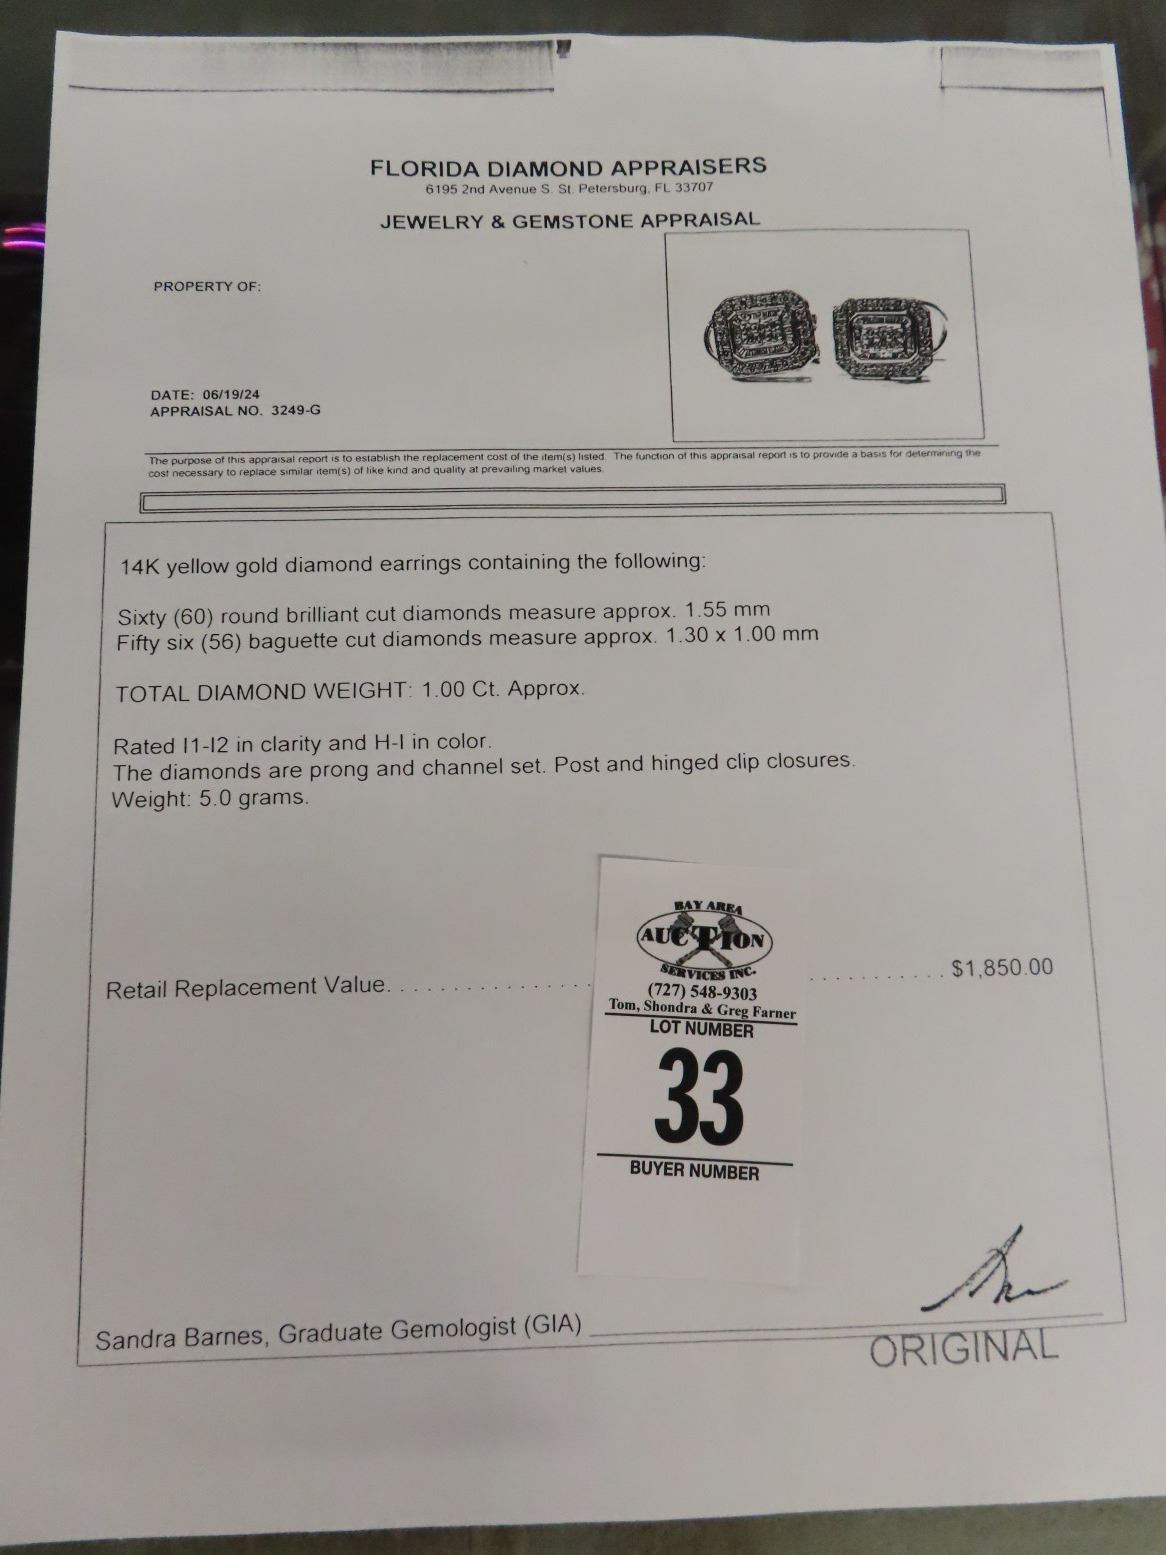 FLORIDA DIAMOND APPRAISERS
6195 2nd Avenue S. St. Petersburg, FL 33707
JEWELRY & GEMSTONE APPRAISAL
PROPERTY OF:
DATE: 06/19/24
APPRAISAL NO. 3249-G
The purpose of this appraisal report is to establish the replacement cost of the item(s) listed. The function of this appraisal report is to provide a basis for determining the
cost necessary to replace similar item(s) of like kind and quality at prevailing market values.
14K yellow gold diamond earrings containing the following:
Sixty (60) round brilliant cut diamonds measure approx. 1.55 mm
Fifty six (56) baguette cut diamonds measure approx. 1.30 x 1.00 mm
TOTAL DIAMOND WEIGHT: 1.00 Ct. Approx.
Rated I1-I2 in clarity and H-I in color.
The diamonds are prong and channel set. Post and hinged clip closures.
Weight: 5.0 grams.
Retail Replacement Value. . . . . . . . . . . . . . . . . . . . . . . . . . . $1,850.00
BAY AREA
AUCTION
SERVICES INC.
(727) 548-9303
Tom, Shondra & Greg Farner
LOT NUMBER
33
BUYER NUMBER
Sandra Barnes, Graduate Gemologist (GIA)
ORIGINAL